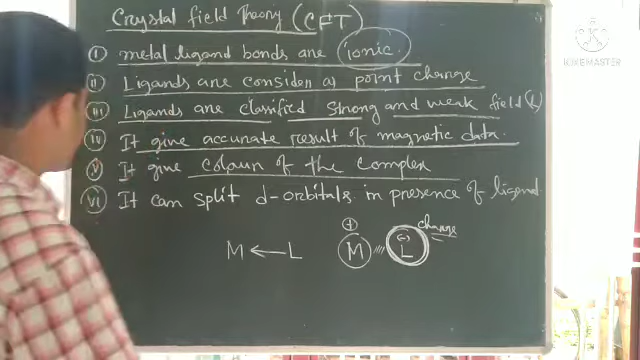 Crystal field Theory (CFT)
(i) metal ligand bonds are ionic.
(ii) Ligands are consider as point charge
(iii) Ligands are classified Strong and weak field (L)
(iv) It give accurate result of magnetic data.
(v) It give colour of the complex
(vi) It can split d-orbitals in presence of ligend
M ← L (+) M //// (-) L charge
KINEMASTER